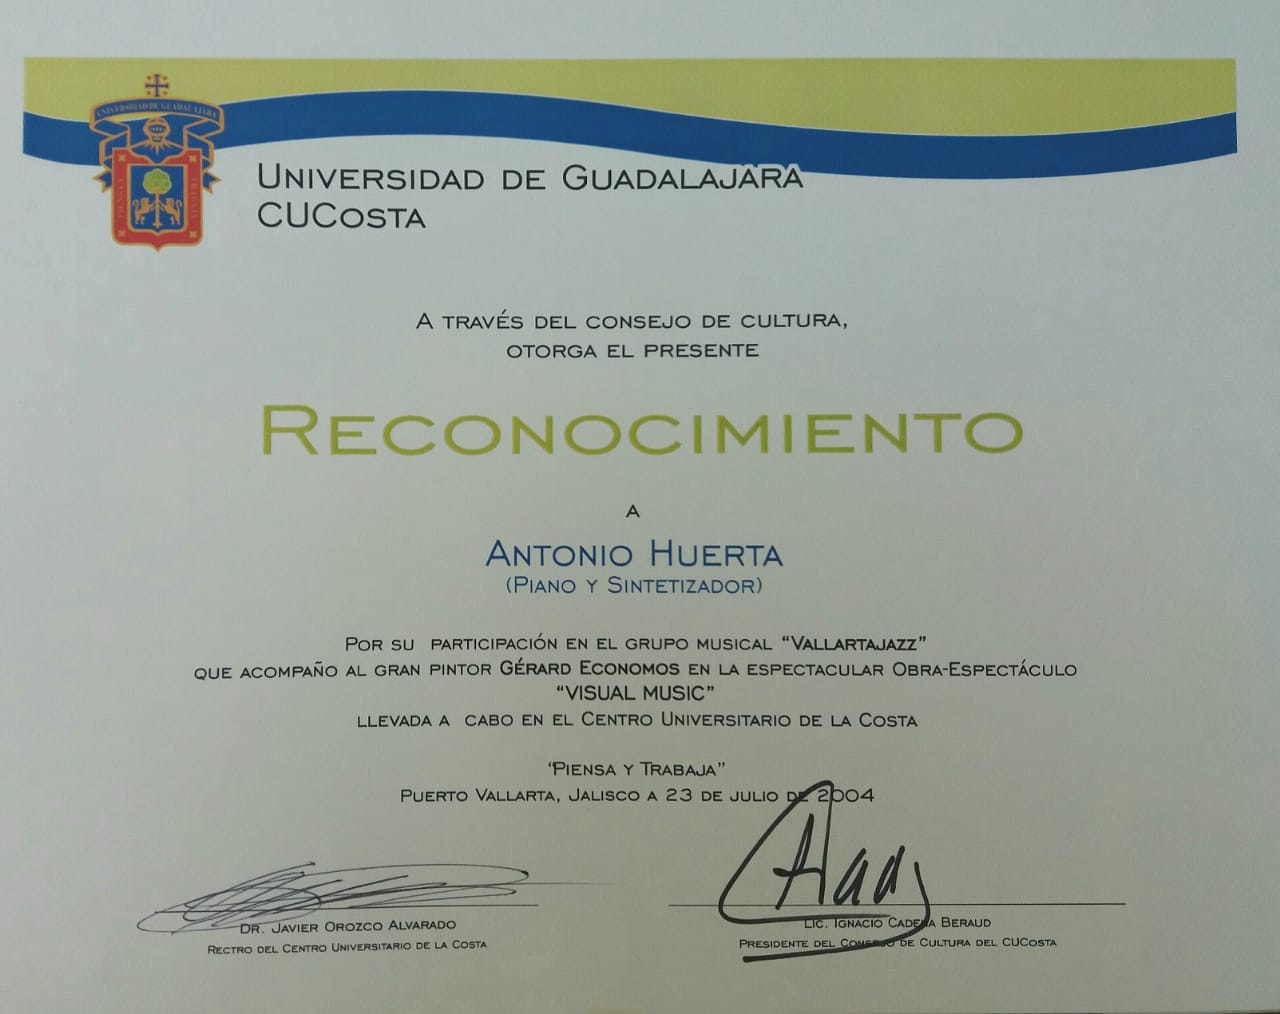 UNIVERSIDAD DE GUADALAJARA
PIENSA Y
TRABAJA
UNIVERSIDAD DE GUADALAJARA
CUCOSTA
A TRAVÉS DEL CONSEJO DE CULTURA,
OTORGA EL PRESENTE
RECONOCIMIENTO
A
ANTONIO HUERTA
(PIANO Y SINTETIZADOR)
POR SU PARTICIPACIÓN EN EL GRUPO MUSICAL “VALLARTAJAZZ”
QUE ACOMPAÑO AL GRAN PINTOR GÉRARD ECONOMOS EN LA ESPECTACULAR OBRA-ESPECTÁCULO
“VISUAL MUSIC”
LLEVADA A CABO EN EL CENTRO UNIVERSITARIO DE LA COSTA
‘PIENSA Y TRABAJA”
PUERTO VALLARTA, JALISCO A 23 DE JULIO DE 2004
DR. JAVIER OROZCO ALVARADO
RECTRO DEL CENTRO UNIVERSITARIO DE LA COSTA
LIC. IGNACIO CADENA BERAUD
PRESIDENTE DEL CONSEJO DE CULTURA DEL CUCOSTA